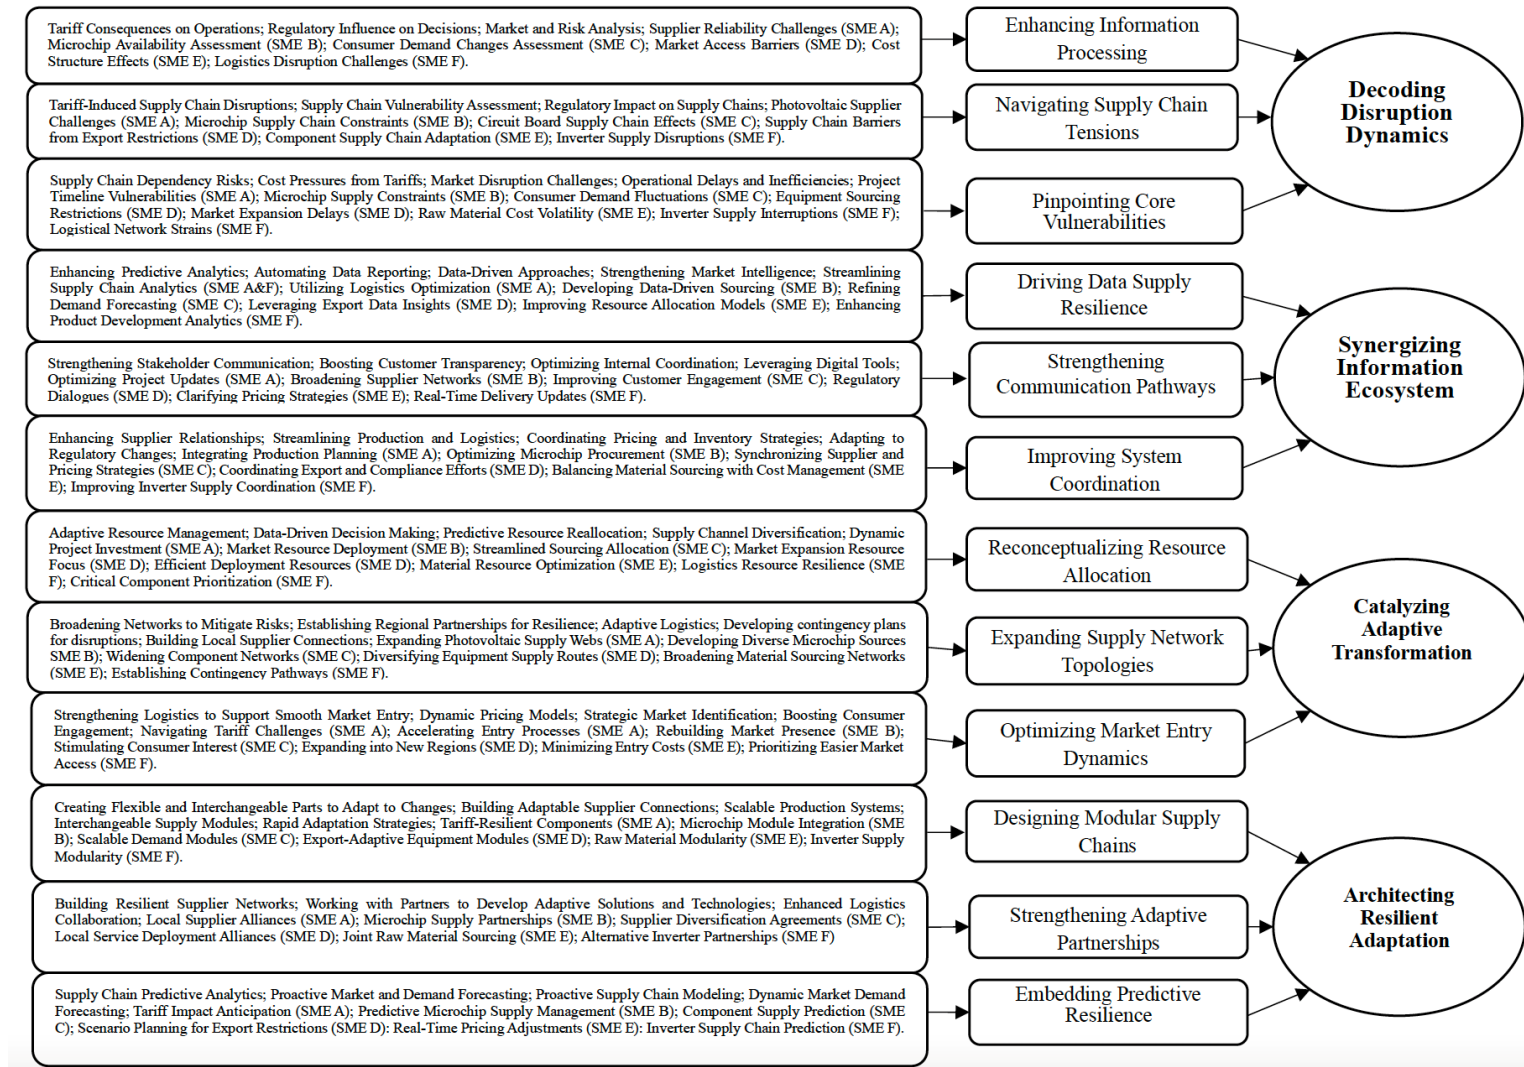 Tariff Consequences on Operations; Regulatory Influence on Decisions; Market and Risk Analysis; Supplier Reliability Challenges (SME A);
Microchip Availability Assessment (SME B); Consumer Demand Changes Assessment (SME C); Market Access Barriers (SME D); Cost
Structure Effects (SME E); Logistics Disruption Challenges (SME F).
Enhancing Information
Processing
Tariff-Induced Supply Chain Disruptions; Supply Chain Vulnerability Assessment; Regulatory Impact on Supply Chains; Photovoltaic Supplier
Challenges (SME A); Microchip Supply Chain Constraints (SME B); Circuit Board Supply Chain Effects (SME C); Supply Chain Barriers
from Export Restrictions (SME D); Component Supply Chain Adaptation (SME E); Inverter Supply Disruptions (SME F).
Navigating Supply Chain
Tensions
Supply Chain Dependency Risks; Cost Pressures from Tariffs; Market Disruption Challenges; Operational Delays and Inefficiencies; Project
Timeline Vulnerabilities (SME A); Microchip Supply Constraints (SME B); Consumer Demand Fluctuations (SME C); Equipment Sourcing
Restrictions (SME D); Market Expansion Delays (SME D); Raw Material Cost Volatility (SME E); Inverter Supply Interruptions (SME F);
Logistical Network Strains (SME F).
Pinpointing Core
Vulnerabilities
Decoding
Disruption
Dynamics
Enhancing Predictive Analytics; Automating Data Reporting; Data-Driven Approaches; Strengthening Market Intelligence; Streamlining
Supply Chain Analytics (SME A&F); Utilizing Logistics Optimization (SME A); Developing Data-Driven Sourcing (SME B); Refining
Demand Forecasting (SME C); Leveraging Export Data Insights (SME D); Improving Resource Allocation Models (SME E); Enhancing
Product Development Analytics (SME F).
Driving Data Supply
Resilience
Strengthening Stakeholder Communication; Boosting Customer Transparency; Optimizing Internal Coordination; Leveraging Digital Tools;
Optimizing Project Updates (SME A); Broadening Supplier Networks (SME B); Improving Customer Engagement (SME C); Regulatory
Dialogues (SME D); Clarifying Pricing Strategies (SME E); Real-Time Delivery Updates (SME F).
Strengthening
Communication Pathways
Enhancing Supplier Relationships; Streamlining Production and Logistics; Coordinating Pricing and Inventory Strategies; Adapting to
Regulatory Changes; Integrating Production Planning (SME A); Optimizing Microchip Procurement (SME B); Synchronizing Supplier and
Pricing Strategies (SME C); Coordinating Export and Compliance Efforts (SME D); Balancing Material Sourcing with Cost Management (SME
E); Improving Inverter Supply Coordination (SME F).
Improving System
Coordination
Synergizing
Information
Ecosystem
Adaptive Resource Management; Data-Driven Decision Making; Predictive Resource Reallocation; Supply Channel Diversification; Dynamic
Project Investment (SME A); Market Resource Deployment (SME B); Streamlined Sourcing Allocation (SME C); Market Expansion Resource
Focus (SME D); Efficient Deployment Resources (SME D); Material Resource Optimization (SME E); Logistics Resource Resilience (SME
F); Critical Component Prioritization (SME F).
Reconceptualizing Resource
Allocation
Broadening Networks to Mitigate Risks; Establishing Regional Partnerships for Resilience; Adaptive Logistics; Developing contingency plans
for disruptions; Building Local Supplier Connections; Expanding Photovoltaic Supply Webs (SME A); Developing Diverse Microchip Sources
SME B); Widening Component Networks (SME C); Diversifying Equipment Supply Routes (SME D); Broadening Material Sourcing Networks
(SME E); Establishing Contingency Pathways (SME F).
Expanding Supply Network
Topologies
Strengthening Logistics to Support Smooth Market Entry; Dynamic Pricing Models; Strategic Market Identification; Boosting Consumer
Engagement; Navigating Tariff Challenges (SME A); Accelerating Entry Processes (SME A); Rebuilding Market Presence (SME B);
Stimulating Consumer Interest (SME C); Expanding into New Regions (SME D); Minimizing Entry Costs (SME E); Prioritizing Easier Market
Access (SME F).
Optimizing Market Entry
Dynamics
Catalyzing
Adaptive
Transformation
Creating Flexible and Interchangeable Parts to Adapt to Changes; Building Adaptable Supplier Connections; Scalable Production Systems;
Interchangeable Supply Modules; Rapid Adaptation Strategies; Tariff-Resilient Components (SME A); Microchip Module Integration (SME
B); Scalable Demand Modules (SME C); Export-Adaptive Equipment Modules (SME D); Raw Material Modularity (SME E); Inverter Supply
Modularity (SME F).
Designing Modular Supply
Chains
Building Resilient Supplier Networks; Working with Partners to Develop Adaptive Solutions and Technologies; Enhanced Logistics
Collaboration; Local Supplier Alliances (SME A); Microchip Supply Partnerships (SME B); Supplier Diversification Agreements (SME C);
Local Service Deployment Alliances (SME D); Joint Raw Material Sourcing (SME E); Alternative Inverter Partnerships (SME F)
Strengthening Adaptive
Partnerships
Supply Chain Predictive Analytics; Proactive Market and Demand Forecasting; Proactive Supply Chain Modeling; Dynamic Market Demand
Forecasting; Tariff Impact Anticipation (SME A); Predictive Microchip Supply Management (SME B); Component Supply Prediction (SME
C); Scenario Planning for Export Restrictions (SME D): Real-Time Pricing Adjustments (SME E): Inverter Supply Chain Prediction (SME F).
Embedding Predictive
Resilience
Architecting
Resilient
Adaptation